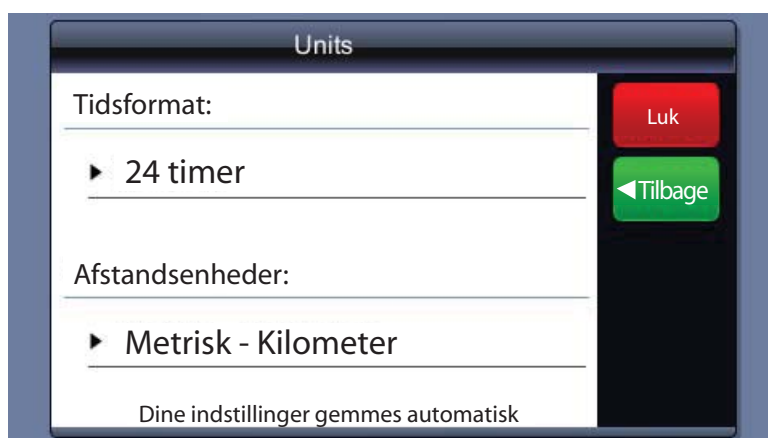 Units
Tidsformat:
Luk
24 timer
Tilbage
Afstandsenheder:
Metrisk - Kilometer
Dine indstillinger gemmes automatisk